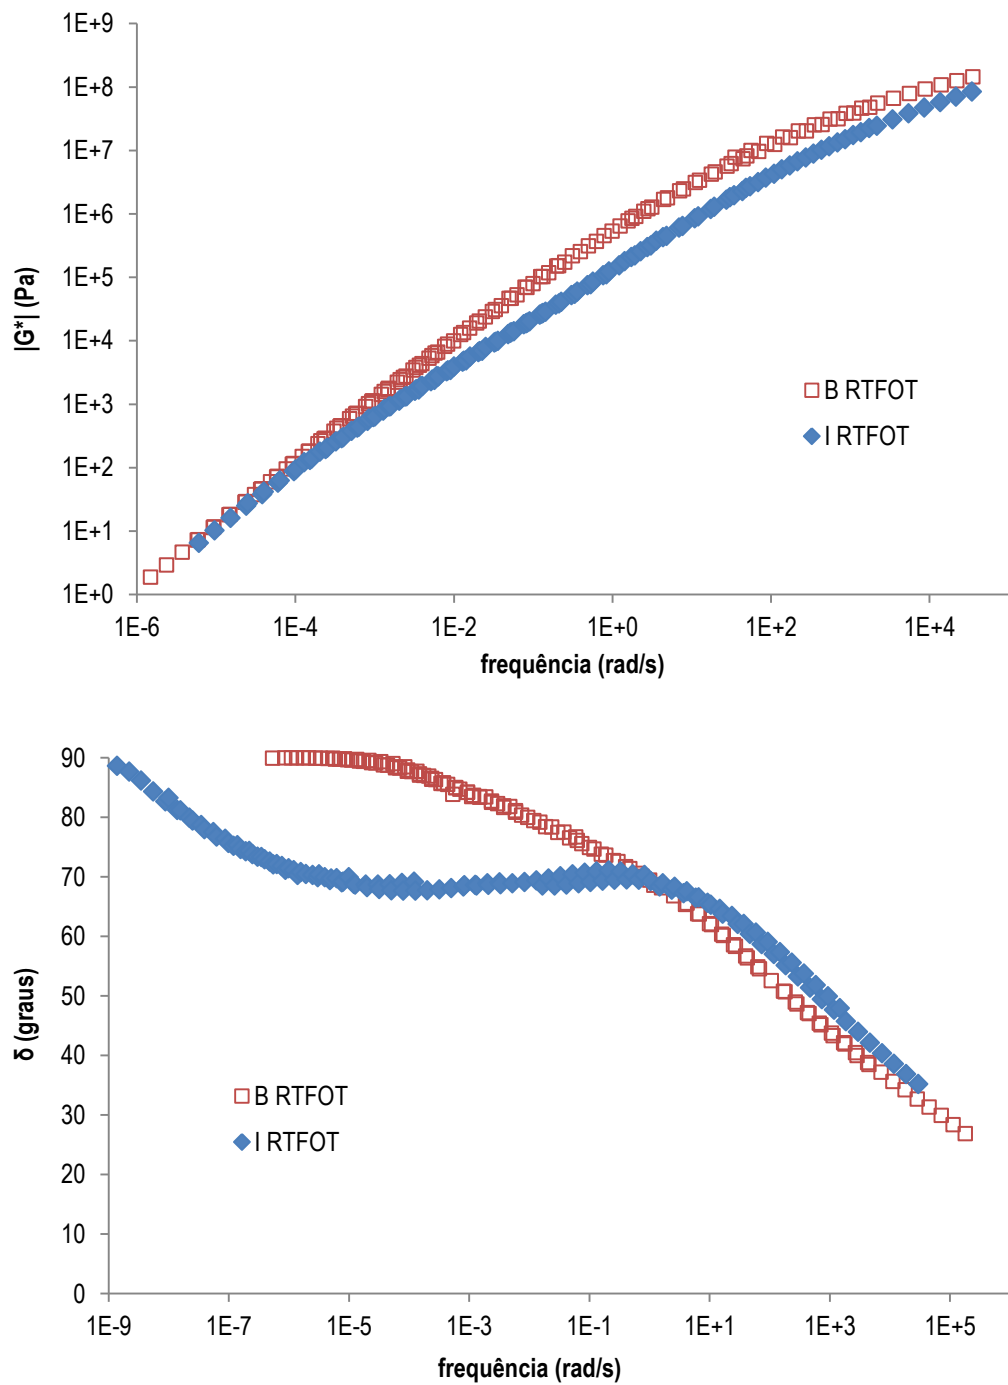 1E+9
1E+8
1E+7
1E+6
1E+5
1E+4
1E+3
1E+2
1E+1
1E+0
|G*| (Pa)
B RTFOT
I RTFOT
1E-6 1E-4 1E-2 1E+0 1E+2 1E+4
frequência (rad/s)
90
80
70
60
50
40
30
20
10
0
δ (graus)
B RTFOT
I RTFOT
1E-9 1E-7 1E-5 1E-3 1E-1 1E+1 1E+3 1E+5
frequência (rad/s)